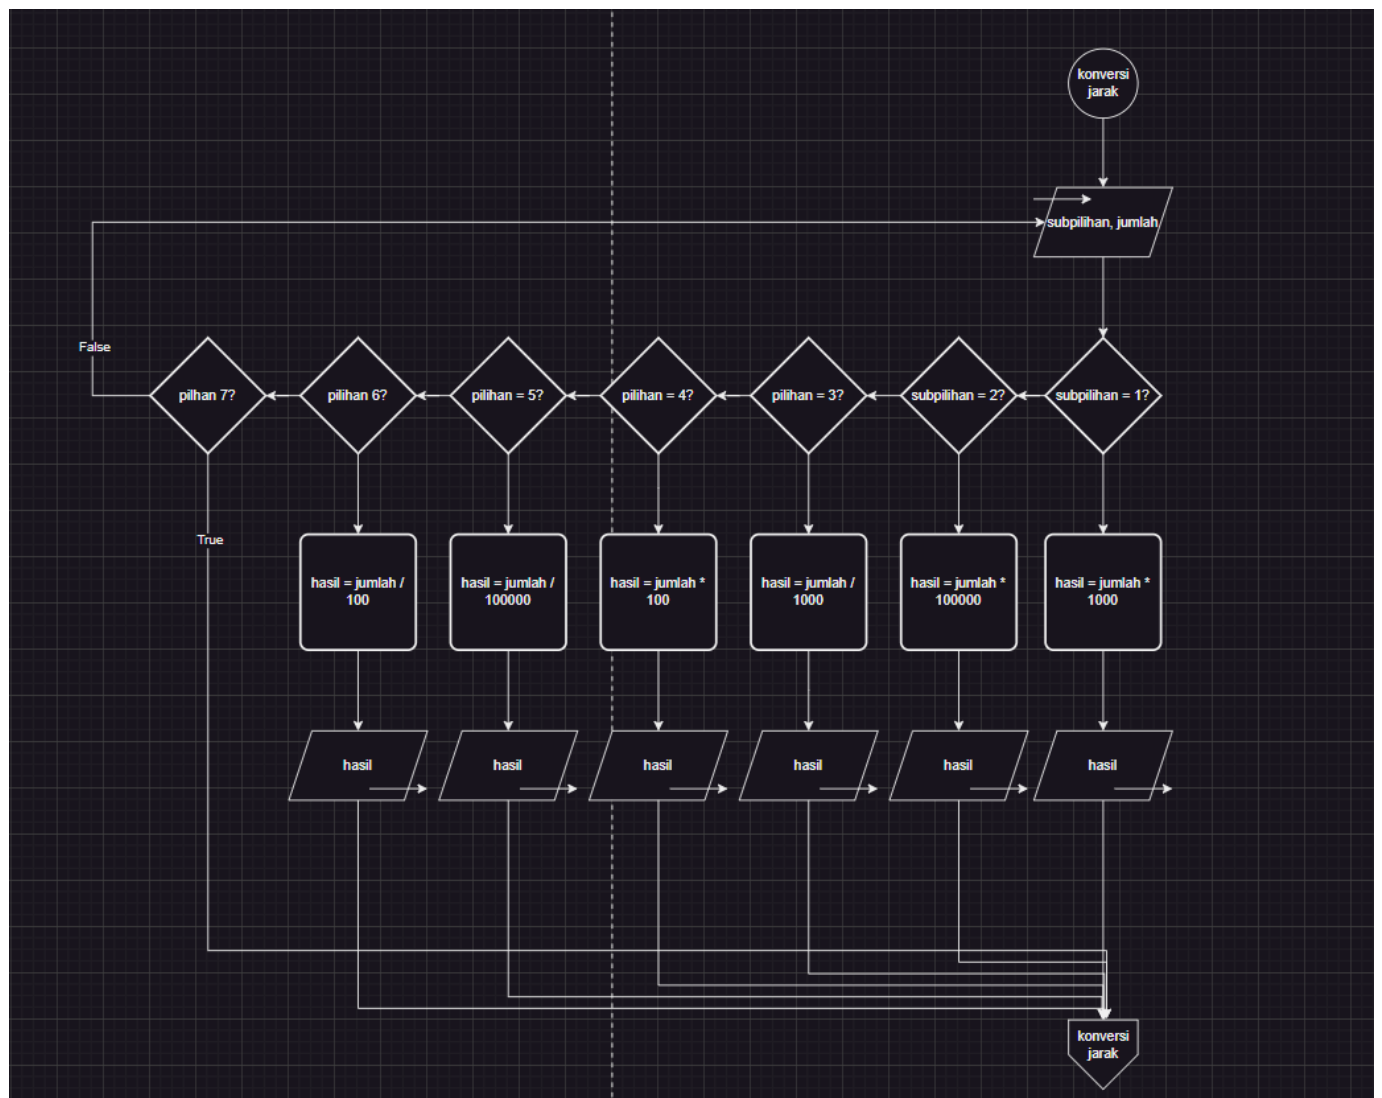 konversi
jarak
subpilihan, jumlah
False
pilhan 7?
pilihan 6?
pilihan = 5?
pilihan = 4?
pilihan = 3?
subpilihan = 2?
subpilihan = 1?
True
hasil = jumlah /
100
hasil = jumlah /
100000
hasil = jumlah *
100
hasil = jumlah /
1000
hasil = jumlah *
100000
hasil = jumlah *
1000
hasil
hasil
hasil
hasil
hasil
hasil
konversi
jarak